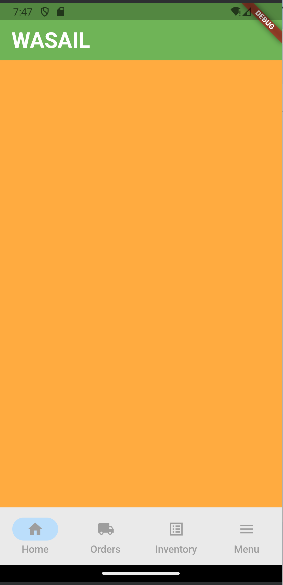 7:47
DEBUG
WASAIL
Home Orders Inventory Menu